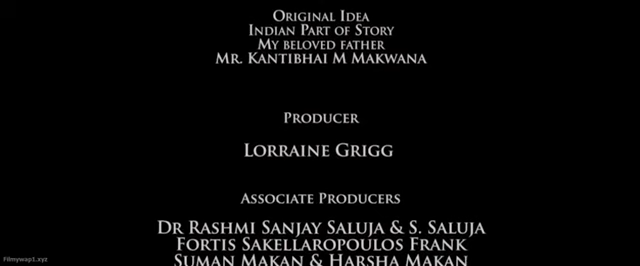 Original Idea
Indian Part of Story
My beloved father
Mr. Kantibhai M Makwana
Producer
Lorraine Grigg
Associate Producers
Dr Rashmi Sanjay Saluja & S. Saluja
Fortis Sakellaropoulos Frank
Suman Makan & Harsha Makan
Filmywap1.xyz